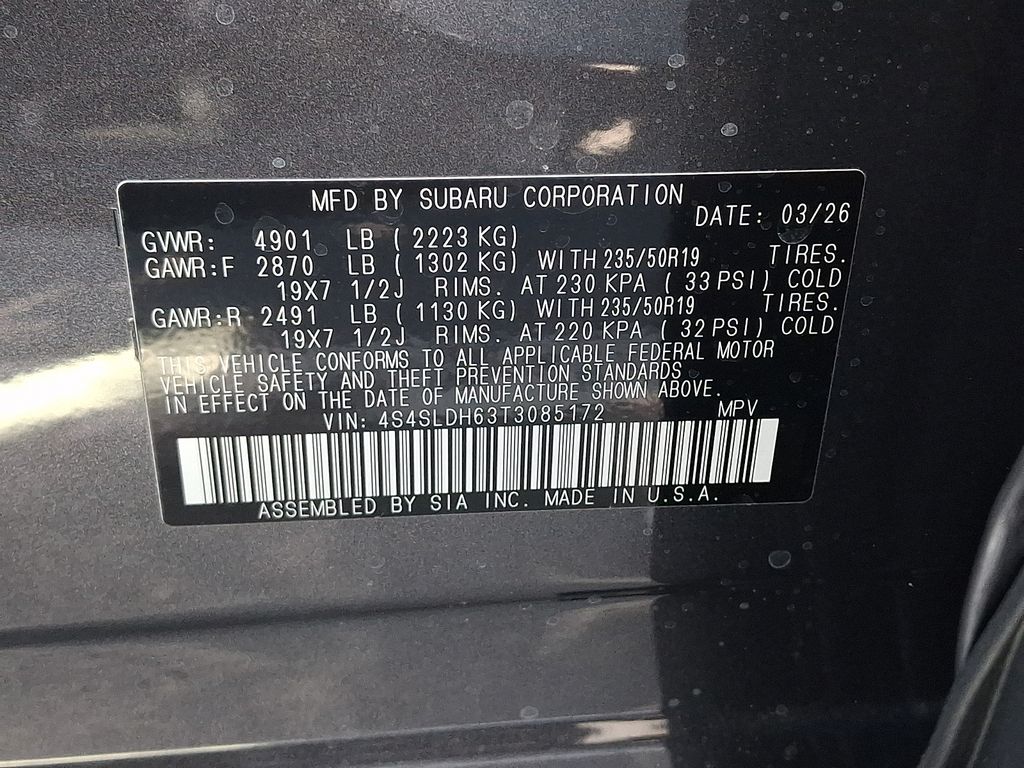 MFD BY SUBARU CORPORATION
DATE: 03/26
GVWR: 4901 LB ( 2223 KG)
GAWR:F 2870 LB ( 1302 KG) WITH 235/50R19 TIRES.
19X7 1/2J RIMS. AT 230 KPA ( 33 PSI) COLD
GAWR:R 2491 LB ( 1130 KG) WITH 235/50R19 TIRES.
19X7 1/2J RIMS. AT 220 KPA ( 32 PSI) COLD
THIS VEHICLE CONFORMS TO ALL APPLICABLE FEDERAL MOTOR
VEHICLE SAFETY AND THEFT PREVENTION STANDARDS
IN EFFECT ON THE DATE OF MANUFACTURE SHOWN ABOVE.
VIN: 4S4SLDH63T3085172 MPV
ASSEMBLED BY SIA INC. MADE IN U.S.A.